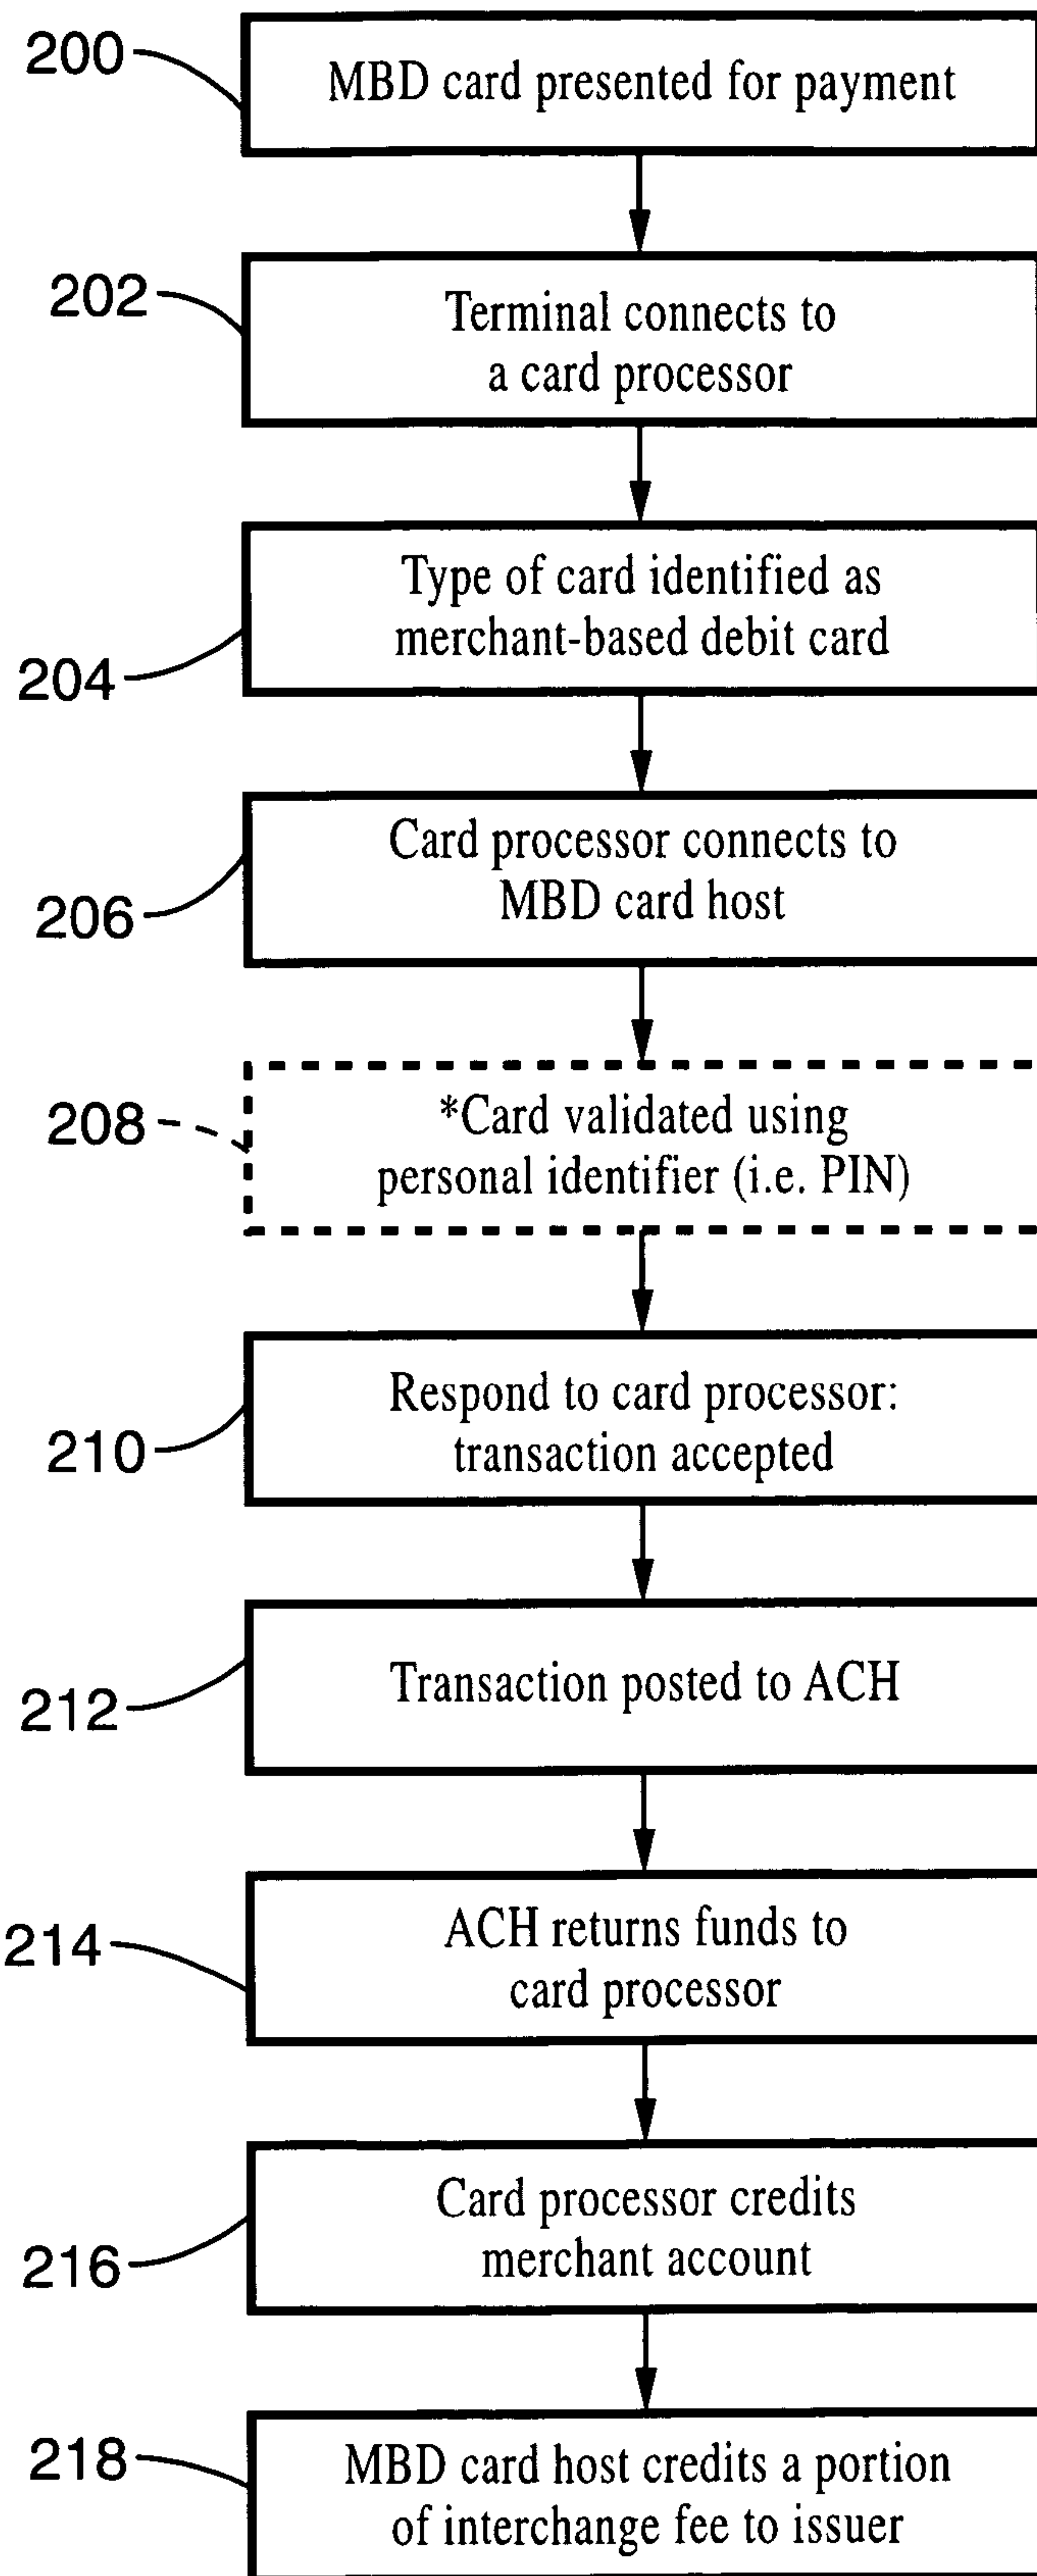 200
MBD card presented for payment
202
Terminal connects to
a card processor
204
Type of card identified as
merchant-based debit card
206
Card processor connects to
MBD card host
208
*Card validated using
personal identifier (i.e. PIN)
210
Respond to card processor:
transaction accepted
212
Transaction posted to ACH
214
ACH returns funds to
card processor
216
Card processor credits
merchant account
218
MBD card host credits a portion
of interchange fee to issuer